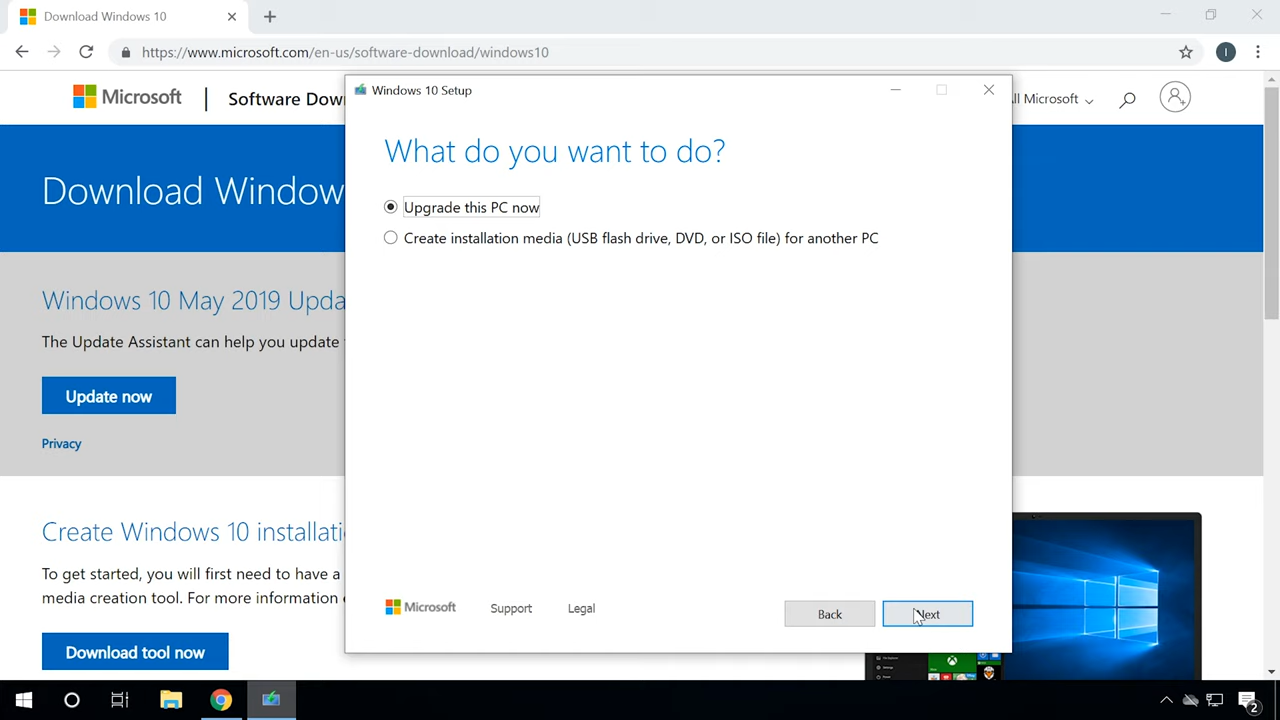 Download Windows 10
https://www.microsoft.com/en-us/software-download/windows10
Microsoft
Software Dow
ll Microsoft
Download Window
Windows 10 May 2019 Upda
The Update Assistant can help you update
Update now
Privacy
Create Windows 10 installati
To get started, you will first need to have a
media creation tool. For more information
Download tool now
Windows 10 Setup
What do you want to do?
Upgrade this PC now
Create installation media (USB flash drive, DVD, or ISO file) for another PC
Microsoft
Support
Legal
Back
Next
I
2